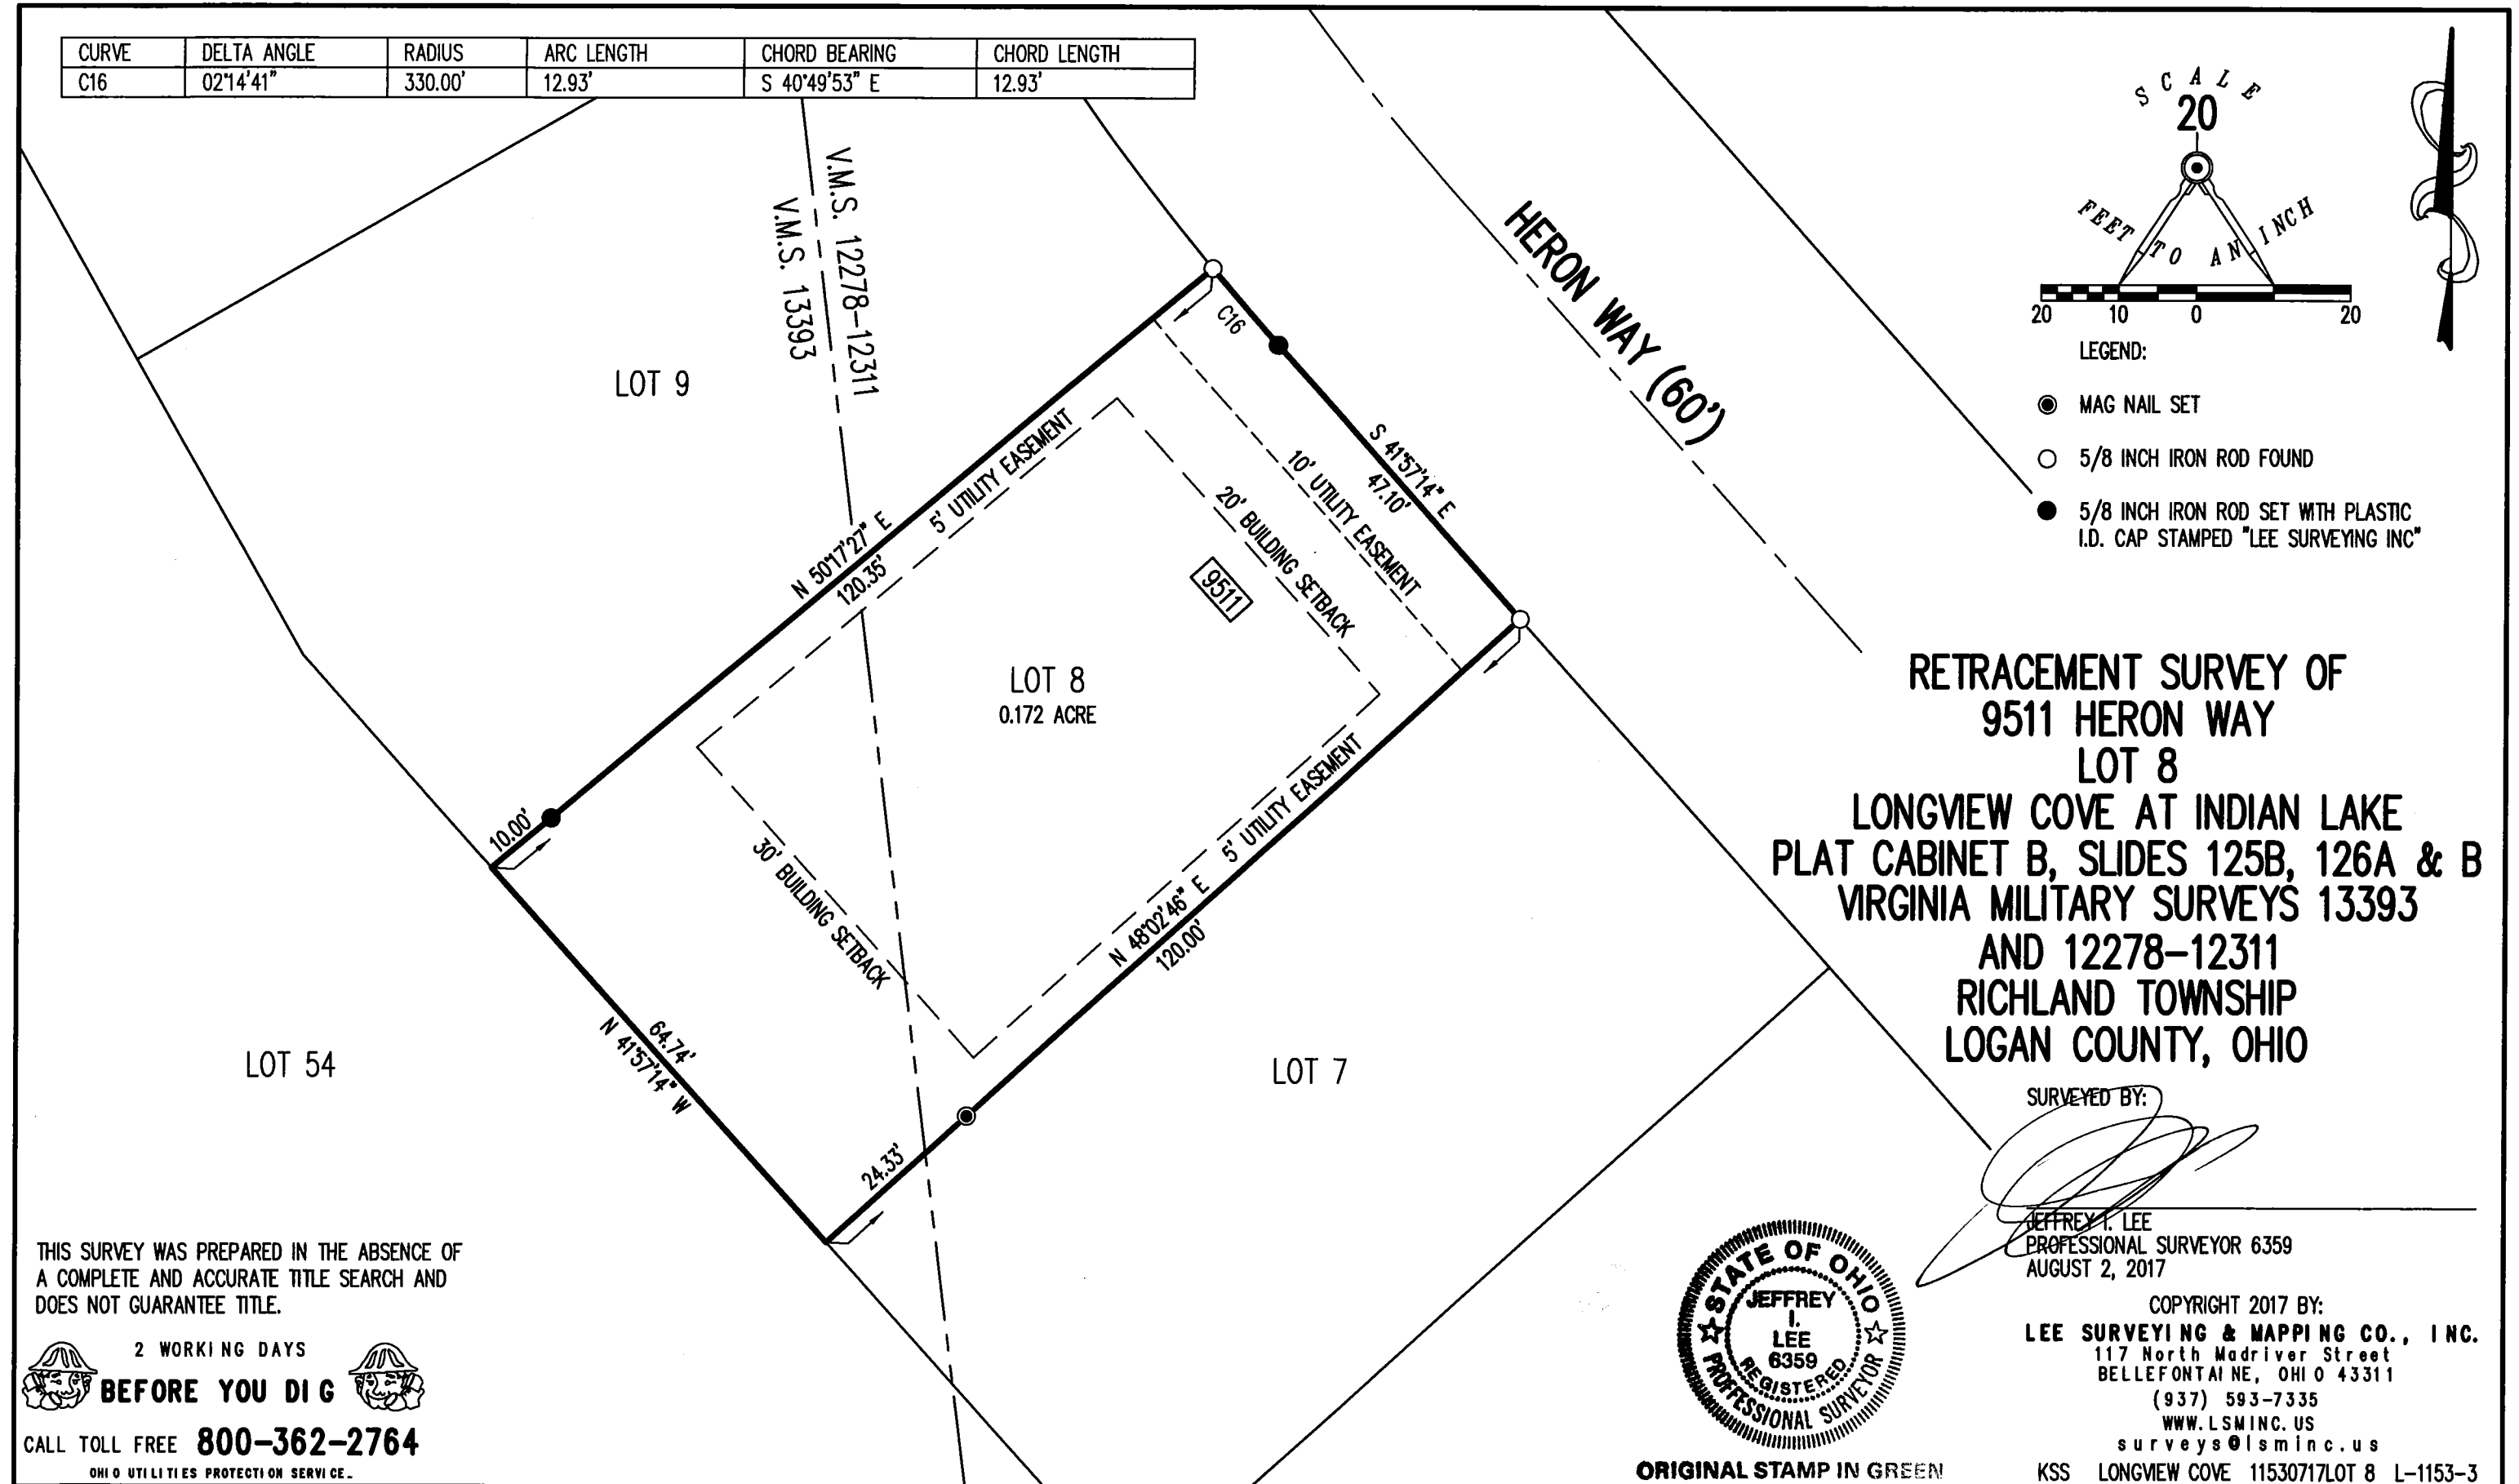 CURVE DELTA ANGLE RADIUS ARC LENGTH CHORD BEARING CHORD LENGTH
C16 02°14'41" 330.00' 12.93' S 40°49'53" E 12.93'
SCALE
20
FEET TO AN INCH
20 10 0 20
LEGEND:
MAG NAIL SET
5/8 INCH IRON ROD FOUND
5/8 INCH IRON ROD SET WITH PLASTIC
I.D. CAP STAMPED "LEE SURVEYING INC"
V.M.S. 12278-12311
V.M.S. 13393
HERON WAY (60')
LOT 9
C16
S 41°57'14" E
47.10'
10' UTILITY EASEMENT
20' BUILDING SETBACK
5' UTILITY EASEMENT
N 50°17'27" E
120.35'
9511
LOT 8
0.172 ACRE
10.00'
30' BUILDING SETBACK
5' UTILITY EASEMENT
N 48°02'46" E
120.00'
64.74'
N 41°57'14" W
24.33'
LOT 54
LOT 7
RETRACEMENT SURVEY OF
9511 HERON WAY
LOT 8
LONGVIEW COVE AT INDIAN LAKE
PLAT CABINET B, SLIDES 125B, 126A & B
VIRGINIA MILITARY SURVEYS 13393
AND 12278-12311
RICHLAND TOWNSHIP
LOGAN COUNTY, OHIO
SURVEYED BY:
JEFFREY I. LEE
PROFESSIONAL SURVEYOR 6359
AUGUST 2, 2017
COPYRIGHT 2017 BY:
LEE SURVEYING & MAPPING CO., INC.
117 North Madriver Street
BELLEFONTAINE, OHIO 43311
(937) 593-7335
WWW.LSMINC.US
surveys@lsminc.us
KSS LONGVIEW COVE 11530717LOT 8 L-1153-3
STATE OF OHIO
JEFFREY
I.
LEE
6359
REGISTERED
PROFESSIONAL SURVEYOR
ORIGINAL STAMP IN GREEN
THIS SURVEY WAS PREPARED IN THE ABSENCE OF
A COMPLETE AND ACCURATE TITLE SEARCH AND
DOES NOT GUARANTEE TITLE.
2 WORKING DAYS
BEFORE YOU DIG
CALL TOLL FREE 800-362-2764
OHIO UTILITIES PROTECTION SERVICE.